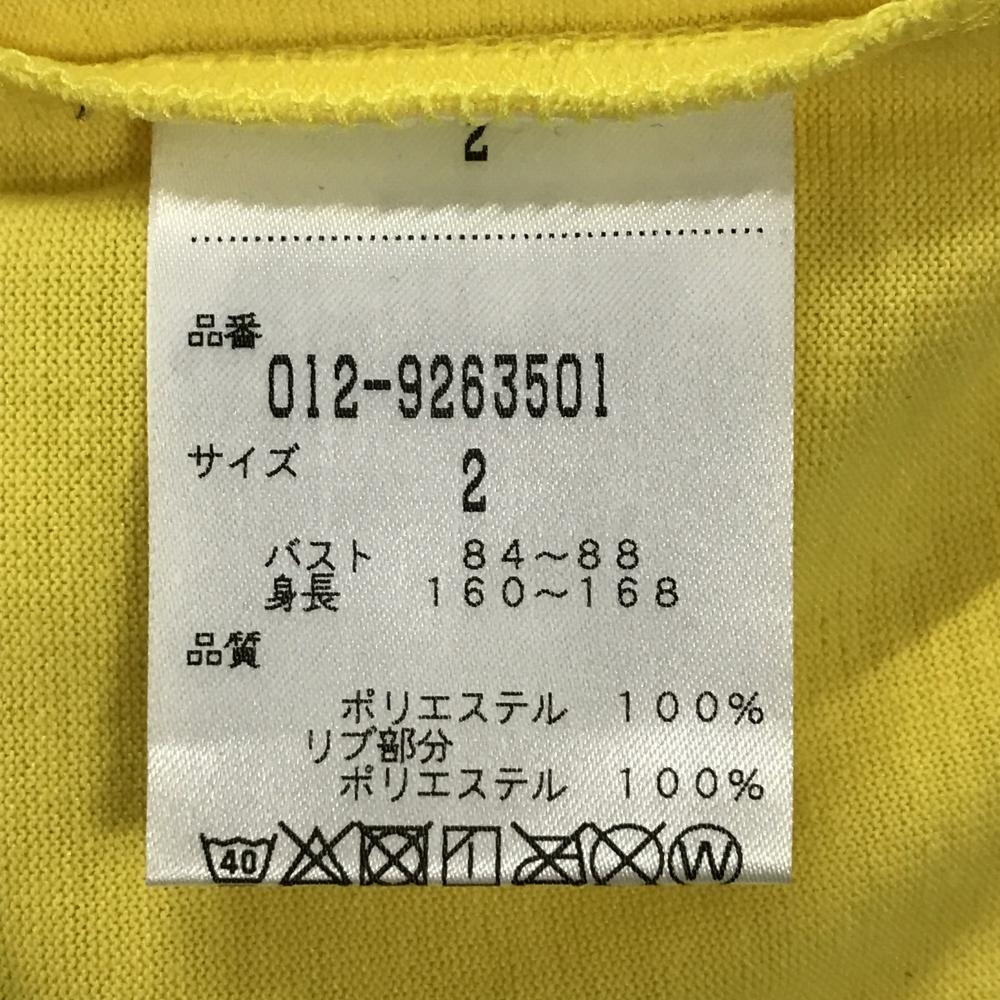 2
品番
012-9263501
サイズ 2
バスト 84～88
身長 160～168
品質
ポリエステル 100%
リブ部分
ポリエステル 100%
40 W